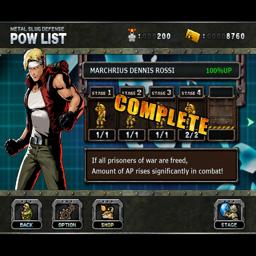 METAL SLUG DEFENSE
POW LIST
200
8760
MARCHRIUS DENNIS ROSSI 100%UP
STAGE 1 STAGE 2 STAGE 3 STAGE 4
COMPLETE
1/1 1/1 1/1 2/2
If all prisoners of war are freed,
Amount of AP rises significantly in combat!
BACK OPTION SHOP STAGE